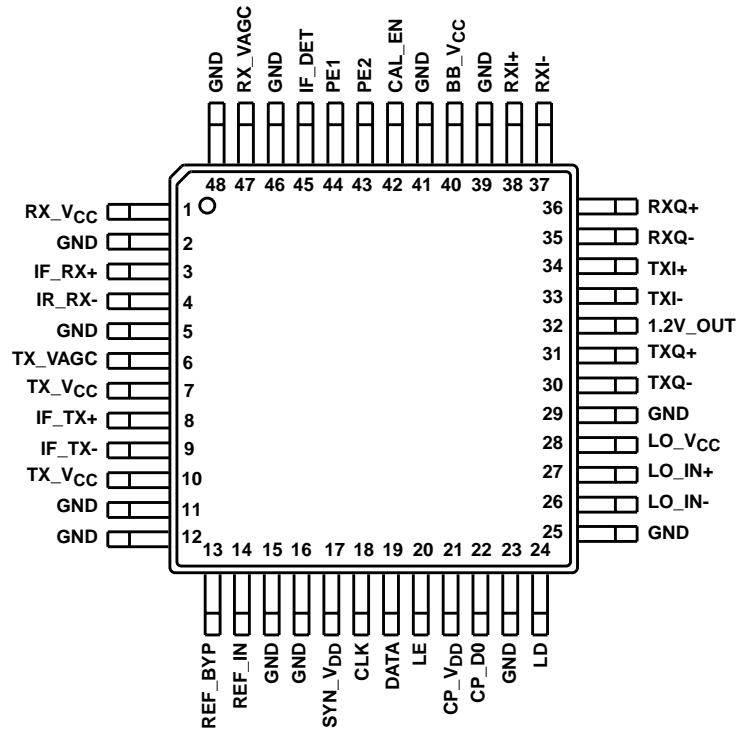 GND
RX_VAGC
GND
IF_DET
PE1
PE2
CAL_EN
GND
BB_VCC
GND
RXI+
RXI-
48 47 46 45 44 43 42 41 40 39 38 37
RX_VCC 1
GND 2
IF_RX+ 3
IR_RX- 4
GND 5
TX_VAGC 6
TX_VCC 7
IF_TX+ 8
IF_TX- 9
TX_VCC 10
GND 11
GND 12
36 RXQ+
35 RXQ-
34 TXI+
33 TXI-
32 1.2V_OUT
31 TXQ+
30 TXQ-
29 GND
28 LO_VCC
27 LO_IN+
26 LO_IN-
25 GND
13 14 15 16 17 18 19 20 21 22 23 24
REF_BYP
REF_IN
GND
GND
SYN_VDD
CLK
DATA
LE
CP_VDD
CP_D0
GND
LD